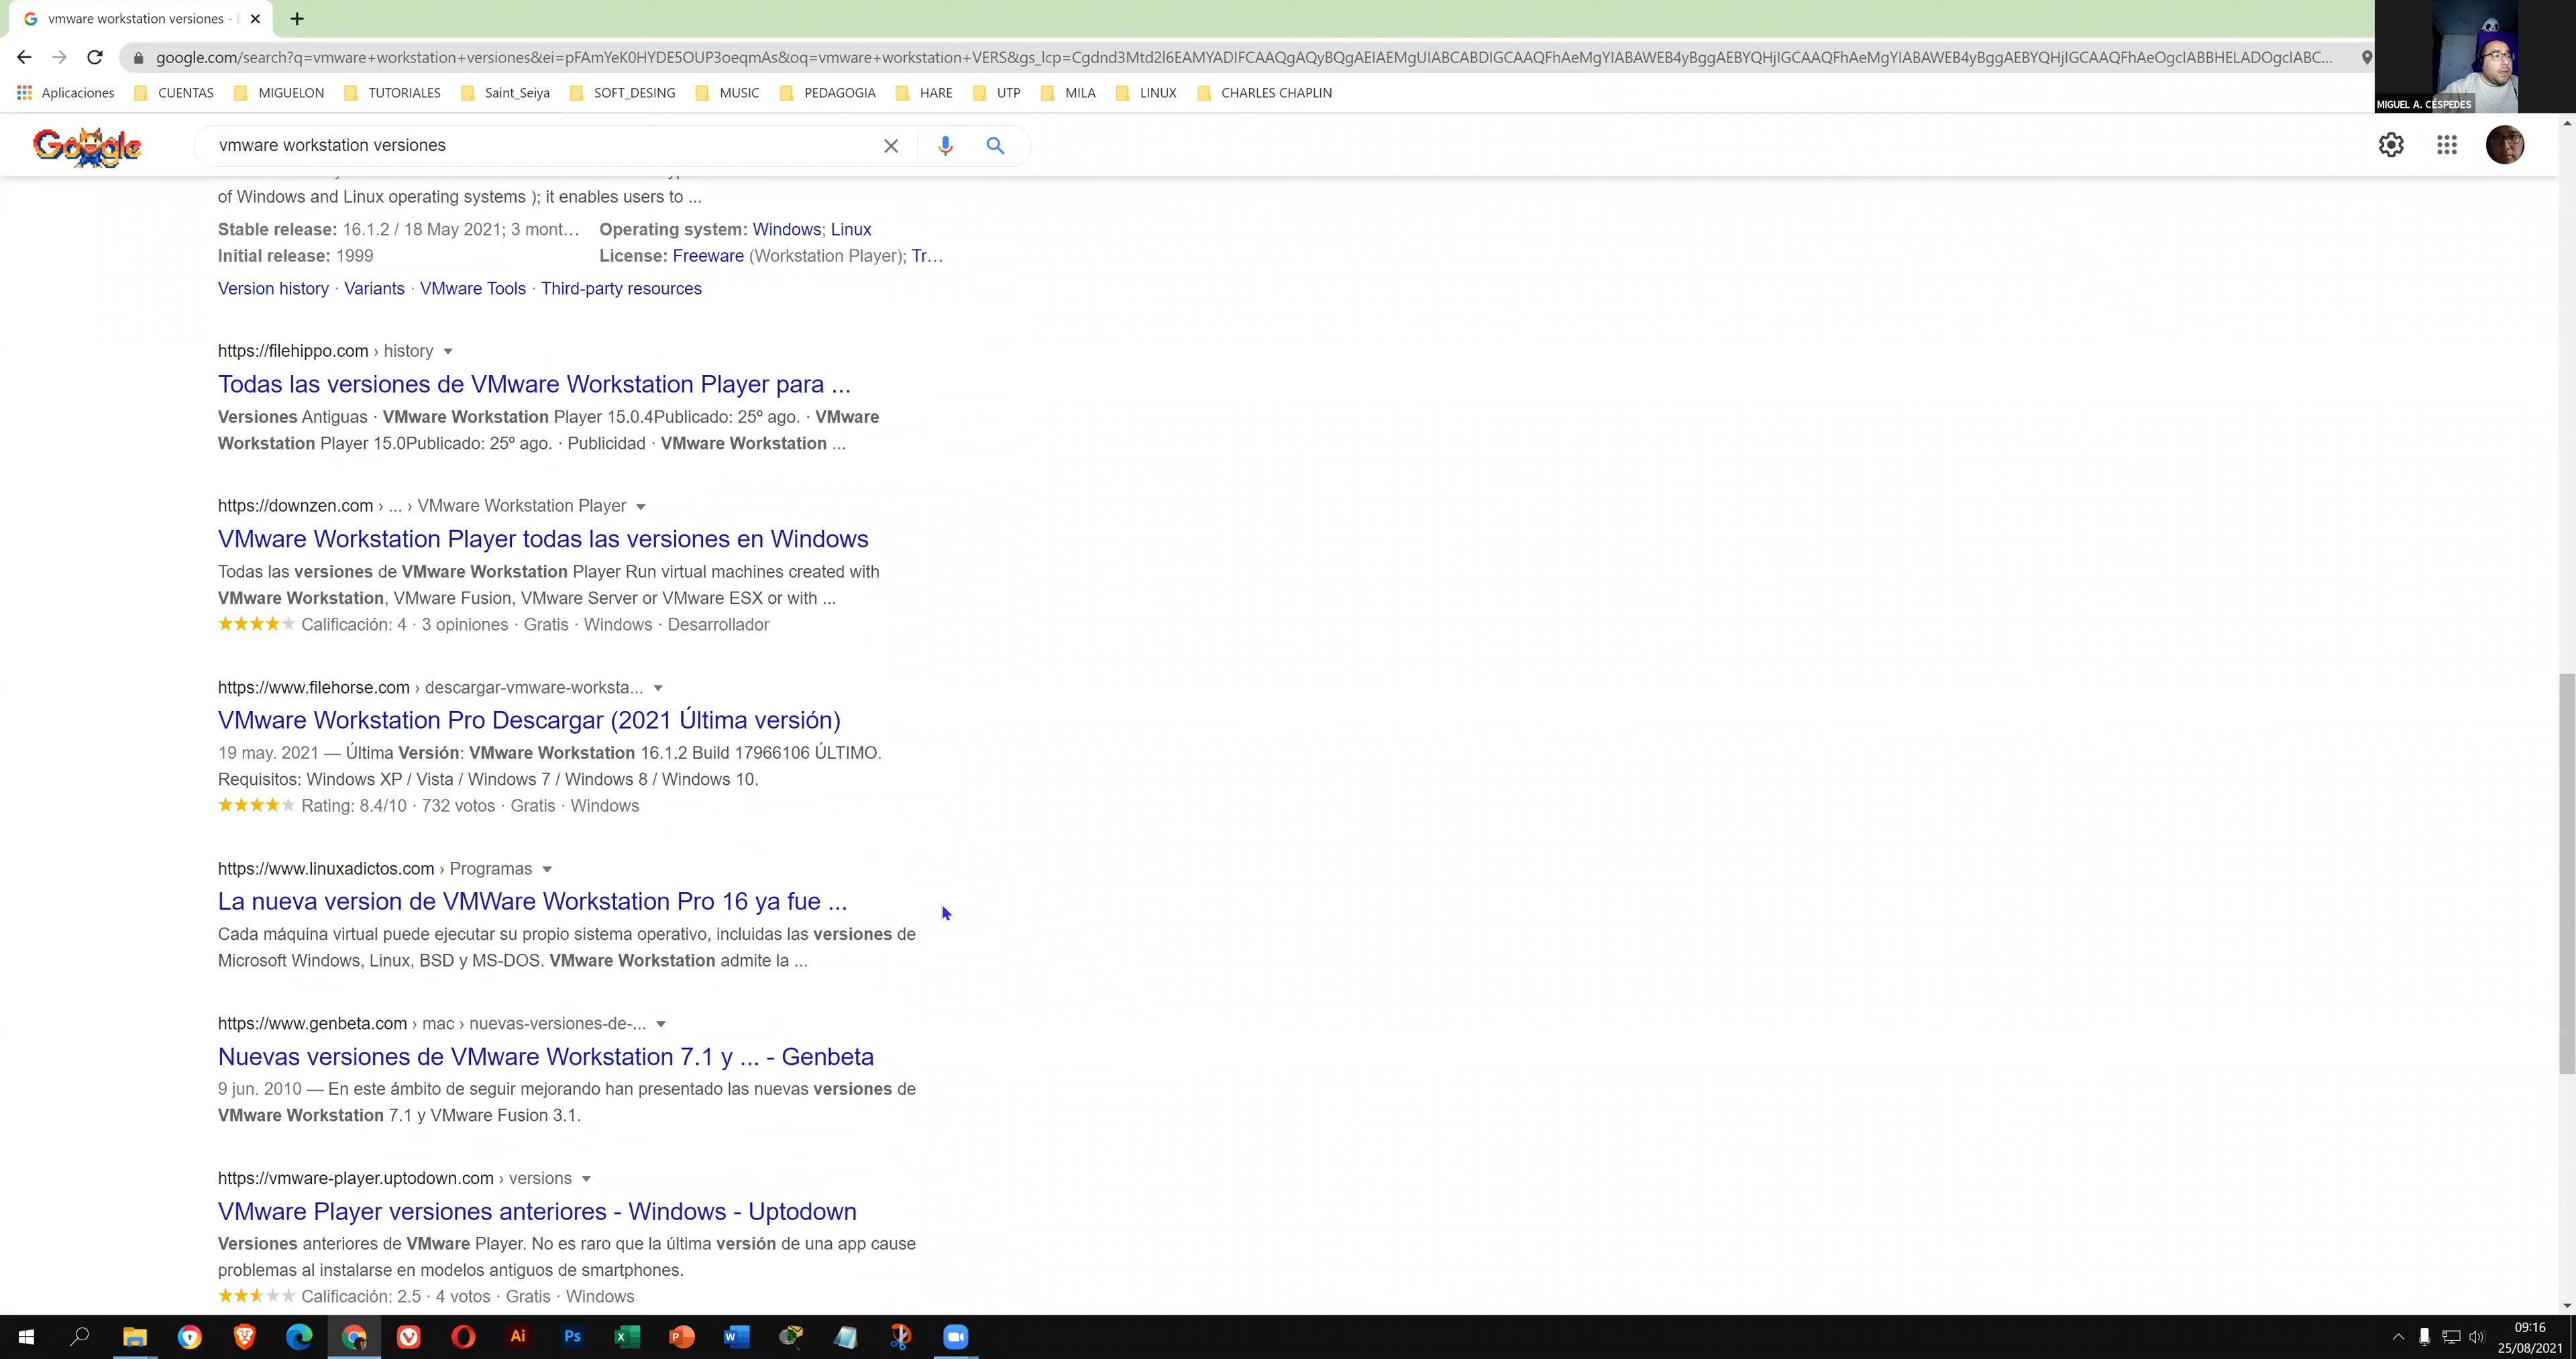 vmware workstation versiones -
google.com/search?q=vmware+workstation+versiones&ei=pFAmYeK0HYDE5OUP3oeqmAs&oq=vmware+workstation+VERS&gs_lcp=Cgdnd3Mtd2l6EAMYADIFCAAQgAQyBQgAEIAEMgUIABCABDIGCAAQFhAeMgYIABAWEB4yBggAEBYQHjIGCAAQFhAeMgYIABAWEB4yBggAEBYQHjIGCAAQFhAeOgcIABBHELADOgcIABC...
Aplicaciones CUENTAS MIGUELON TUTORIALES Saint_Seiya SOFT_DESING MUSIC PEDAGOGIA HARE UTP MILA LINUX CHARLES CHAPLIN
MIGUEL A. CÉSPEDES
Google
vmware workstation versiones
of Windows and Linux operating systems ); it enables users to ...
Stable release: 16.1.2 / 18 May 2021; 3 mont... Operating system: Windows; Linux
Initial release: 1999 License: Freeware (Workstation Player); Tr...
Version history · Variants · VMware Tools · Third-party resources
https://filehippo.com › history
Todas las versiones de VMware Workstation Player para ...
Versiones Antiguas · VMware Workstation Player 15.0.4Publicado: 25º ago. · VMware
Workstation Player 15.0Publicado: 25º ago. · Publicidad · VMware Workstation ...
https://downzen.com › ... › VMware Workstation Player
VMware Workstation Player todas las versiones en Windows
Todas las versiones de VMware Workstation Player Run virtual machines created with
VMware Workstation, VMware Fusion, VMware Server or VMware ESX or with ...
Calificación: 4 · 3 opiniones · Gratis · Windows · Desarrollador
https://www.filehorse.com › descargar-vmware-worksta...
VMware Workstation Pro Descargar (2021 Última versión)
19 may. 2021 — Última Versión: VMware Workstation 16.1.2 Build 17966106 ÚLTIMO.
Requisitos: Windows XP / Vista / Windows 7 / Windows 8 / Windows 10.
Rating: 8.4/10 · 732 votos · Gratis · Windows
https://www.linuxadictos.com › Programas
La nueva version de VMWare Workstation Pro 16 ya fue ...
Cada máquina virtual puede ejecutar su propio sistema operativo, incluidas las versiones de
Microsoft Windows, Linux, BSD y MS-DOS. VMware Workstation admite la ...
https://www.genbeta.com › mac › nuevas-versiones-de-...
Nuevas versiones de VMware Workstation 7.1 y ... - Genbeta
9 jun. 2010 — En este ámbito de seguir mejorando han presentado las nuevas versiones de
VMware Workstation 7.1 y VMware Fusion 3.1.
https://vmware-player.uptodown.com › versions
VMware Player versiones anteriores - Windows - Uptodown
Versiones anteriores de VMware Player. No es raro que la última versión de una app cause
problemas al instalarse en modelos antiguos de smartphones.
Calificación: 2.5 · 4 votos · Gratis · Windows
Ai Ps X P W
09:16
25/08/2021